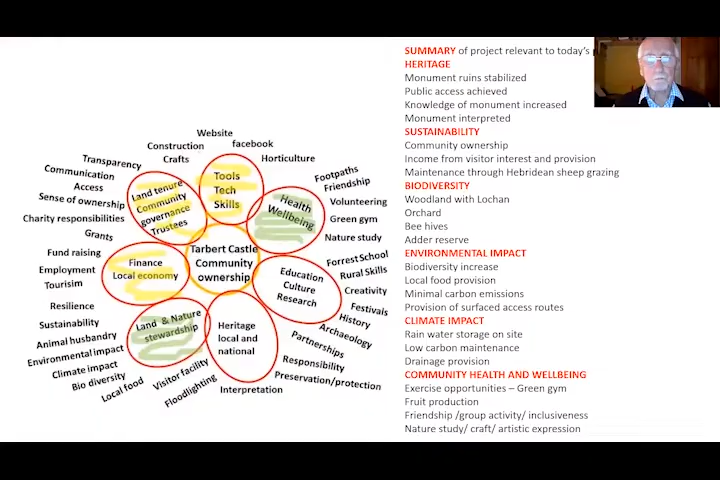 Website
Construction
facebook
Crafts
Horticulture
Transparency
Communication
Access
Sense of ownership
Charity responsibilities
Grants
Fund raising
Employment
Tourisim
Resilience
Sustainability
Animal husbandry
Environmental impact
Climate impact
Bio diversity
Local food
Visitor facility
Floodlighting
Interpretation
Preservation/protection
Responsibility
Partnerships
Archaeology
History
Festivals
Creativity
Rural Skills
Forrest School
Nature study
Green gym
Volunteering
Friendship
Footpaths
Tools
Tech
Skills
Health
Wellbeing
Education
Culture
Research
Heritage
local and
national
Land & Nature
stewardship
Finance
Local economy
Land tenure
Community
governance
Trustees
Tarbert Castle
Community
ownership
SUMMARY of project relevant to today's
HERITAGE
Monument ruins stabilized
Public access achieved
Knowledge of monument increased
Monument interpreted
SUSTAINABILITY
Community ownership
Income from visitor interest and provision
Maintenance through Hebridean sheep grazing
BIODIVERSITY
Woodland with Lochan
Orchard
Bee hives
Adder reserve
ENVIRONMENTAL IMPACT
Biodiversity increase
Local food provision
Minimal carbon emissions
Provision of surfaced access routes
CLIMATE IMPACT
Rain water storage on site
Low carbon maintenance
Drainage provision
COMMUNITY HEALTH AND WELLBEING
Exercise opportunities – Green gym
Fruit production
Friendship /group activity/ inclusiveness
Nature study/ craft/ artistic expression